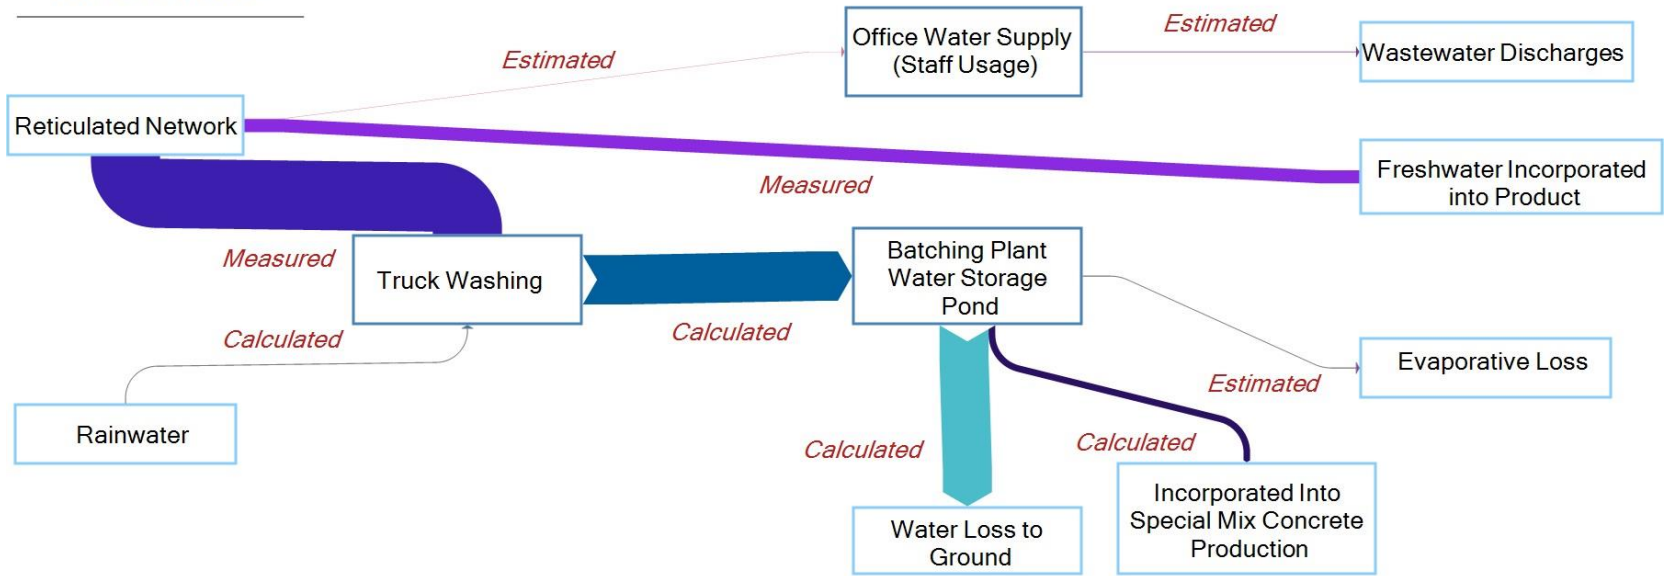 Office Water Supply
(Staff Usage)
Estimated
Estimated
Wastewater Discharges
Reticulated Network
Freshwater Incorporated
into Product
Measured
Measured
Truck Washing
Batching Plant
Water Storage
Pond
Calculated
Calculated
Evaporative Loss
Estimated
Rainwater
Calculated
Calculated
Incorporated Into
Special Mix Concrete
Production
Water Loss to
Ground